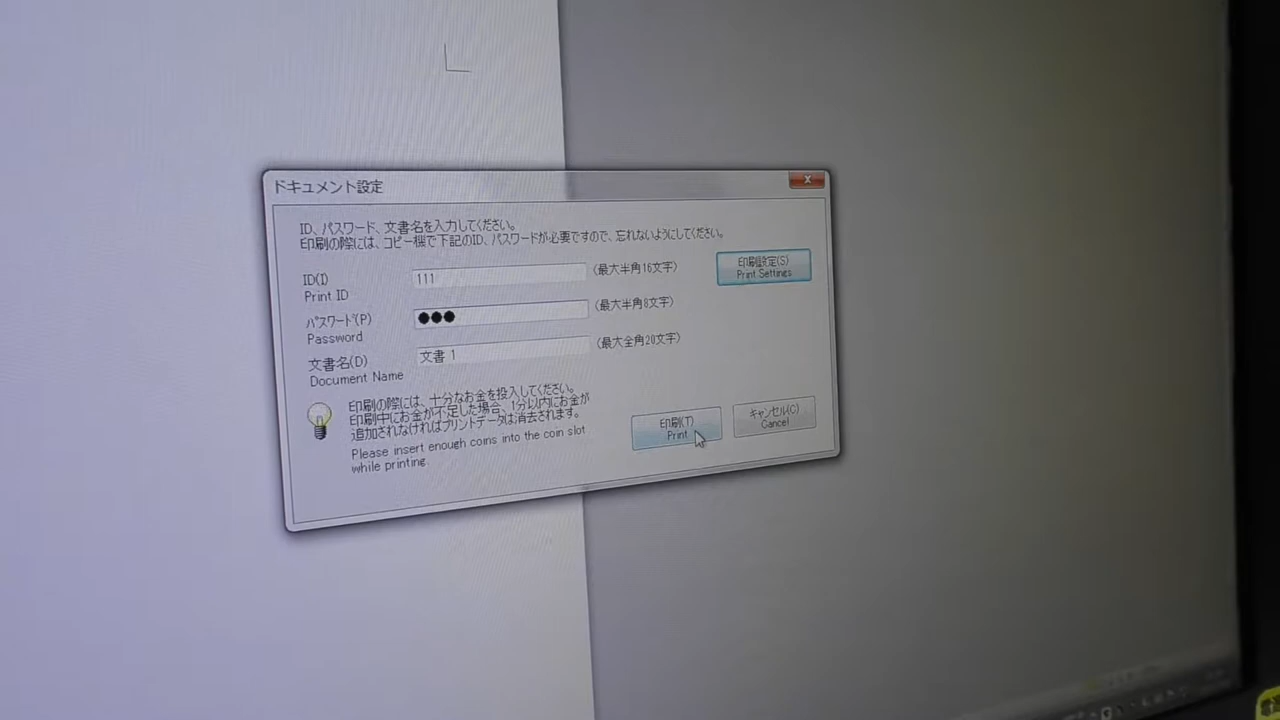 ドキュメント設定
ID、パスワード、文書名を入力してください。
印刷の際には、コピー機で下記のID、パスワードが必要ですので、忘れないようにしてください。
ID(I)
Print ID
111
(最大半角16文字)
印刷設定(S)
Print Settings
パスワード(P)
Password
●●●
(最大半角8文字)
文書名(D)
Document Name
文書 1
(最大全角20文字)
印刷の際には、十分なお金を投入してください。
印刷中にお金が不足した場合、1分以内にお金が
追加されなければプリントデータは消去されます。
Please insert enough coins into the coin slot
while printing.
印刷(T)
Print
キャンセル(C)
Cancel